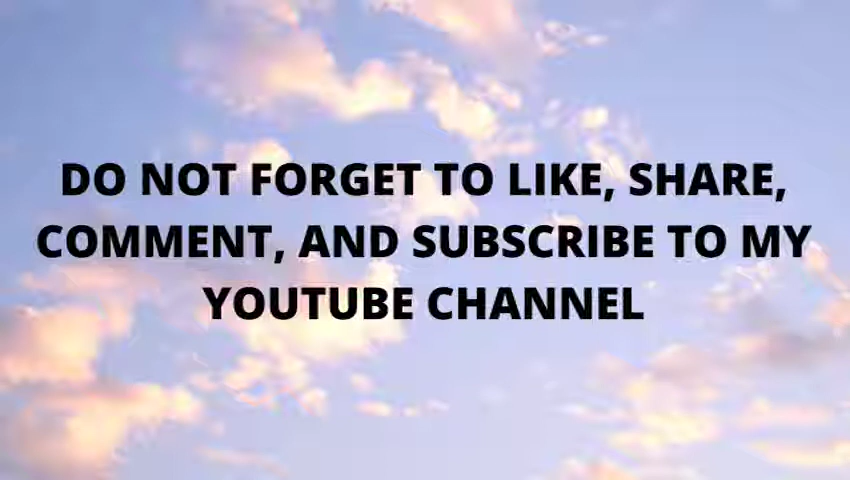 DO NOT FORGET TO LIKE, SHARE,
COMMENT, AND SUBSCRIBE TO MY
YOUTUBE CHANNEL